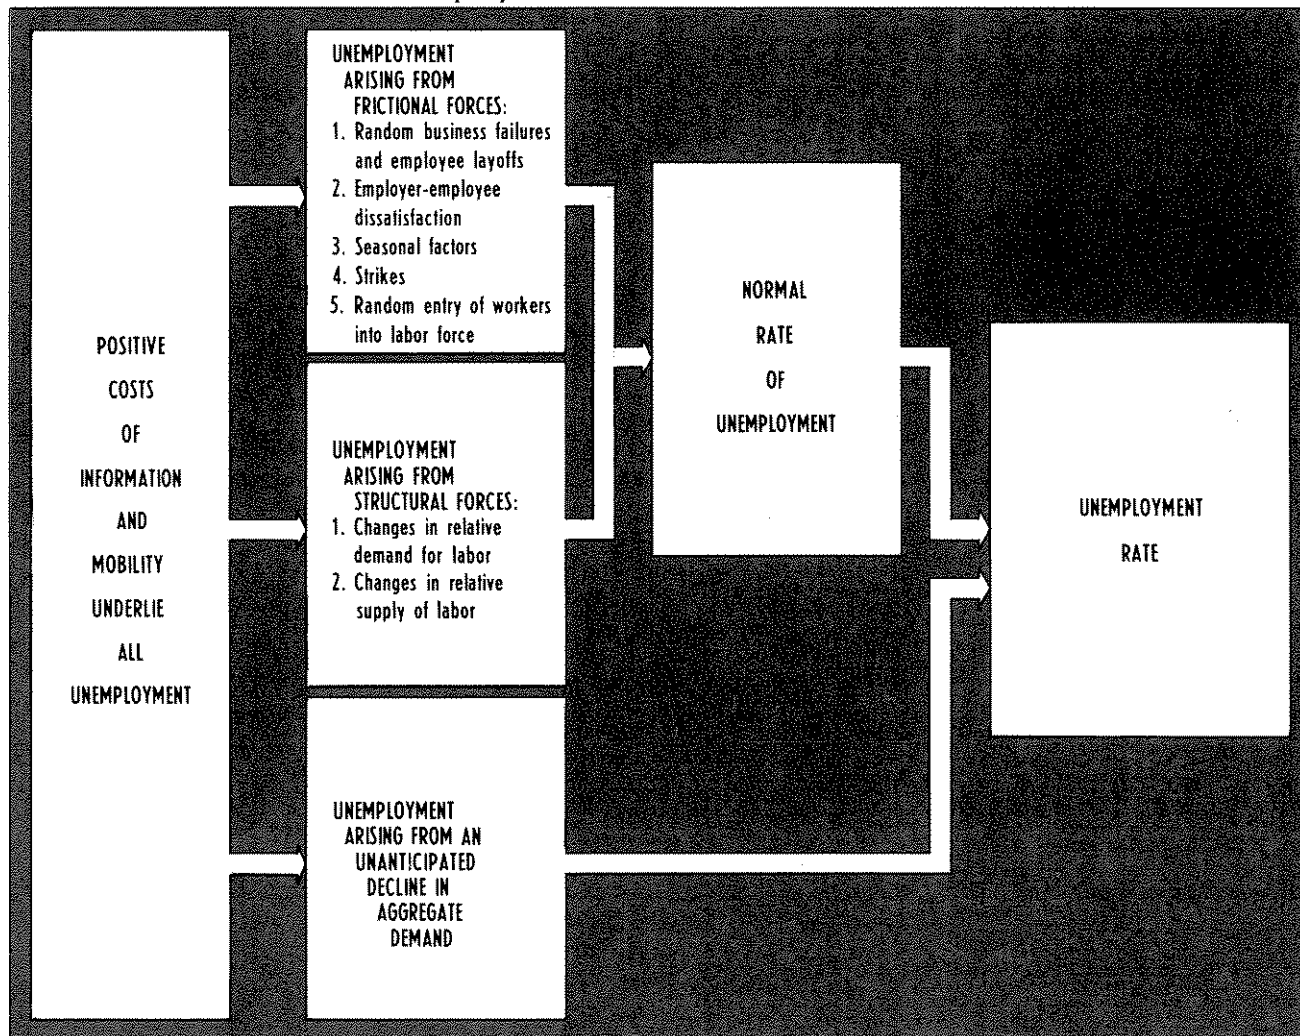 POSITIVE
COSTS
OF
INFORMATION
AND
MOBILITY
UNDERLIE
ALL
UNEMPLOYMENT
UNEMPLOYMENT
ARISING FROM
FRICTIONAL FORCES:
1. Random business failures
and employee layoffs
2. Employer-employee
dissatisfaction
3. Seasonal factors
4. Strikes
5. Random entry of workers
into labor force
UNEMPLOYMENT
ARISING FROM
STRUCTURAL FORCES:
1. Changes in relative
demand for labor
2. Changes in relative
supply of labor
UNEMPLOYMENT
ARISING FROM AN
UNANTICIPATED
DECLINE IN
AGGREGATE
DEMAND
NORMAL
RATE
OF
UNEMPLOYMENT
UNEMPLOYMENT
RATE